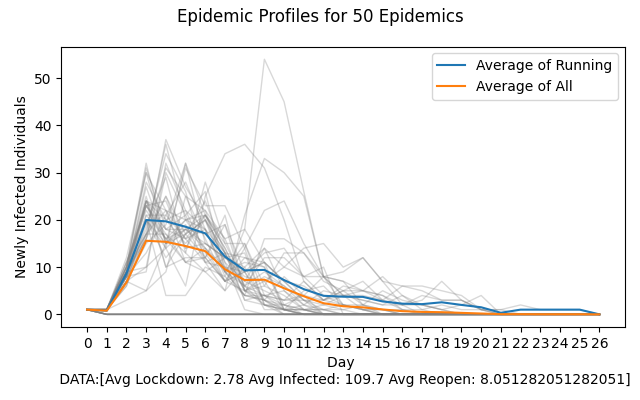 Epidemic Profiles for 50 Epidemics
Average of Running
Average of All
Newly Infected Individuals
50
40
30
20
10
0
0 1 2 3 4 5 6 7 8 9 10 11 12 13 14 15 16 17 18 19 20 21 22 23 24 25 26
Day
DATA:[Avg Lockdown: 2.78 Avg Infected: 109.7 Avg Reopen: 8.051282051282051]